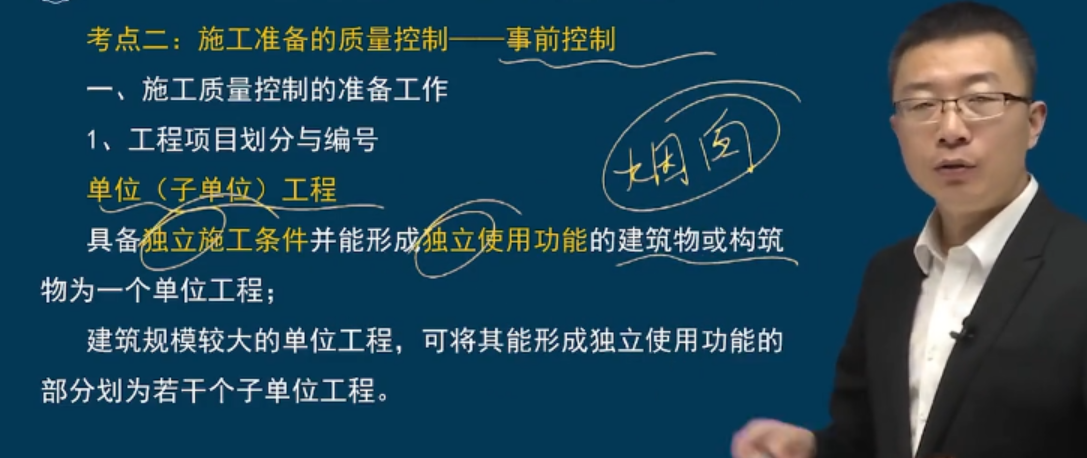 考点二：施工准备的质量控制——事前控制
一、施工质量控制的准备工作
1、工程项目划分与编号
烟囱
单位（子单位）工程
具备独立施工条件并能形成独立使用功能的建筑物或构筑
物为一个单位工程；
建筑规模较大的单位工程，可将其能形成独立使用功能的
部分划为若干个子单位工程。